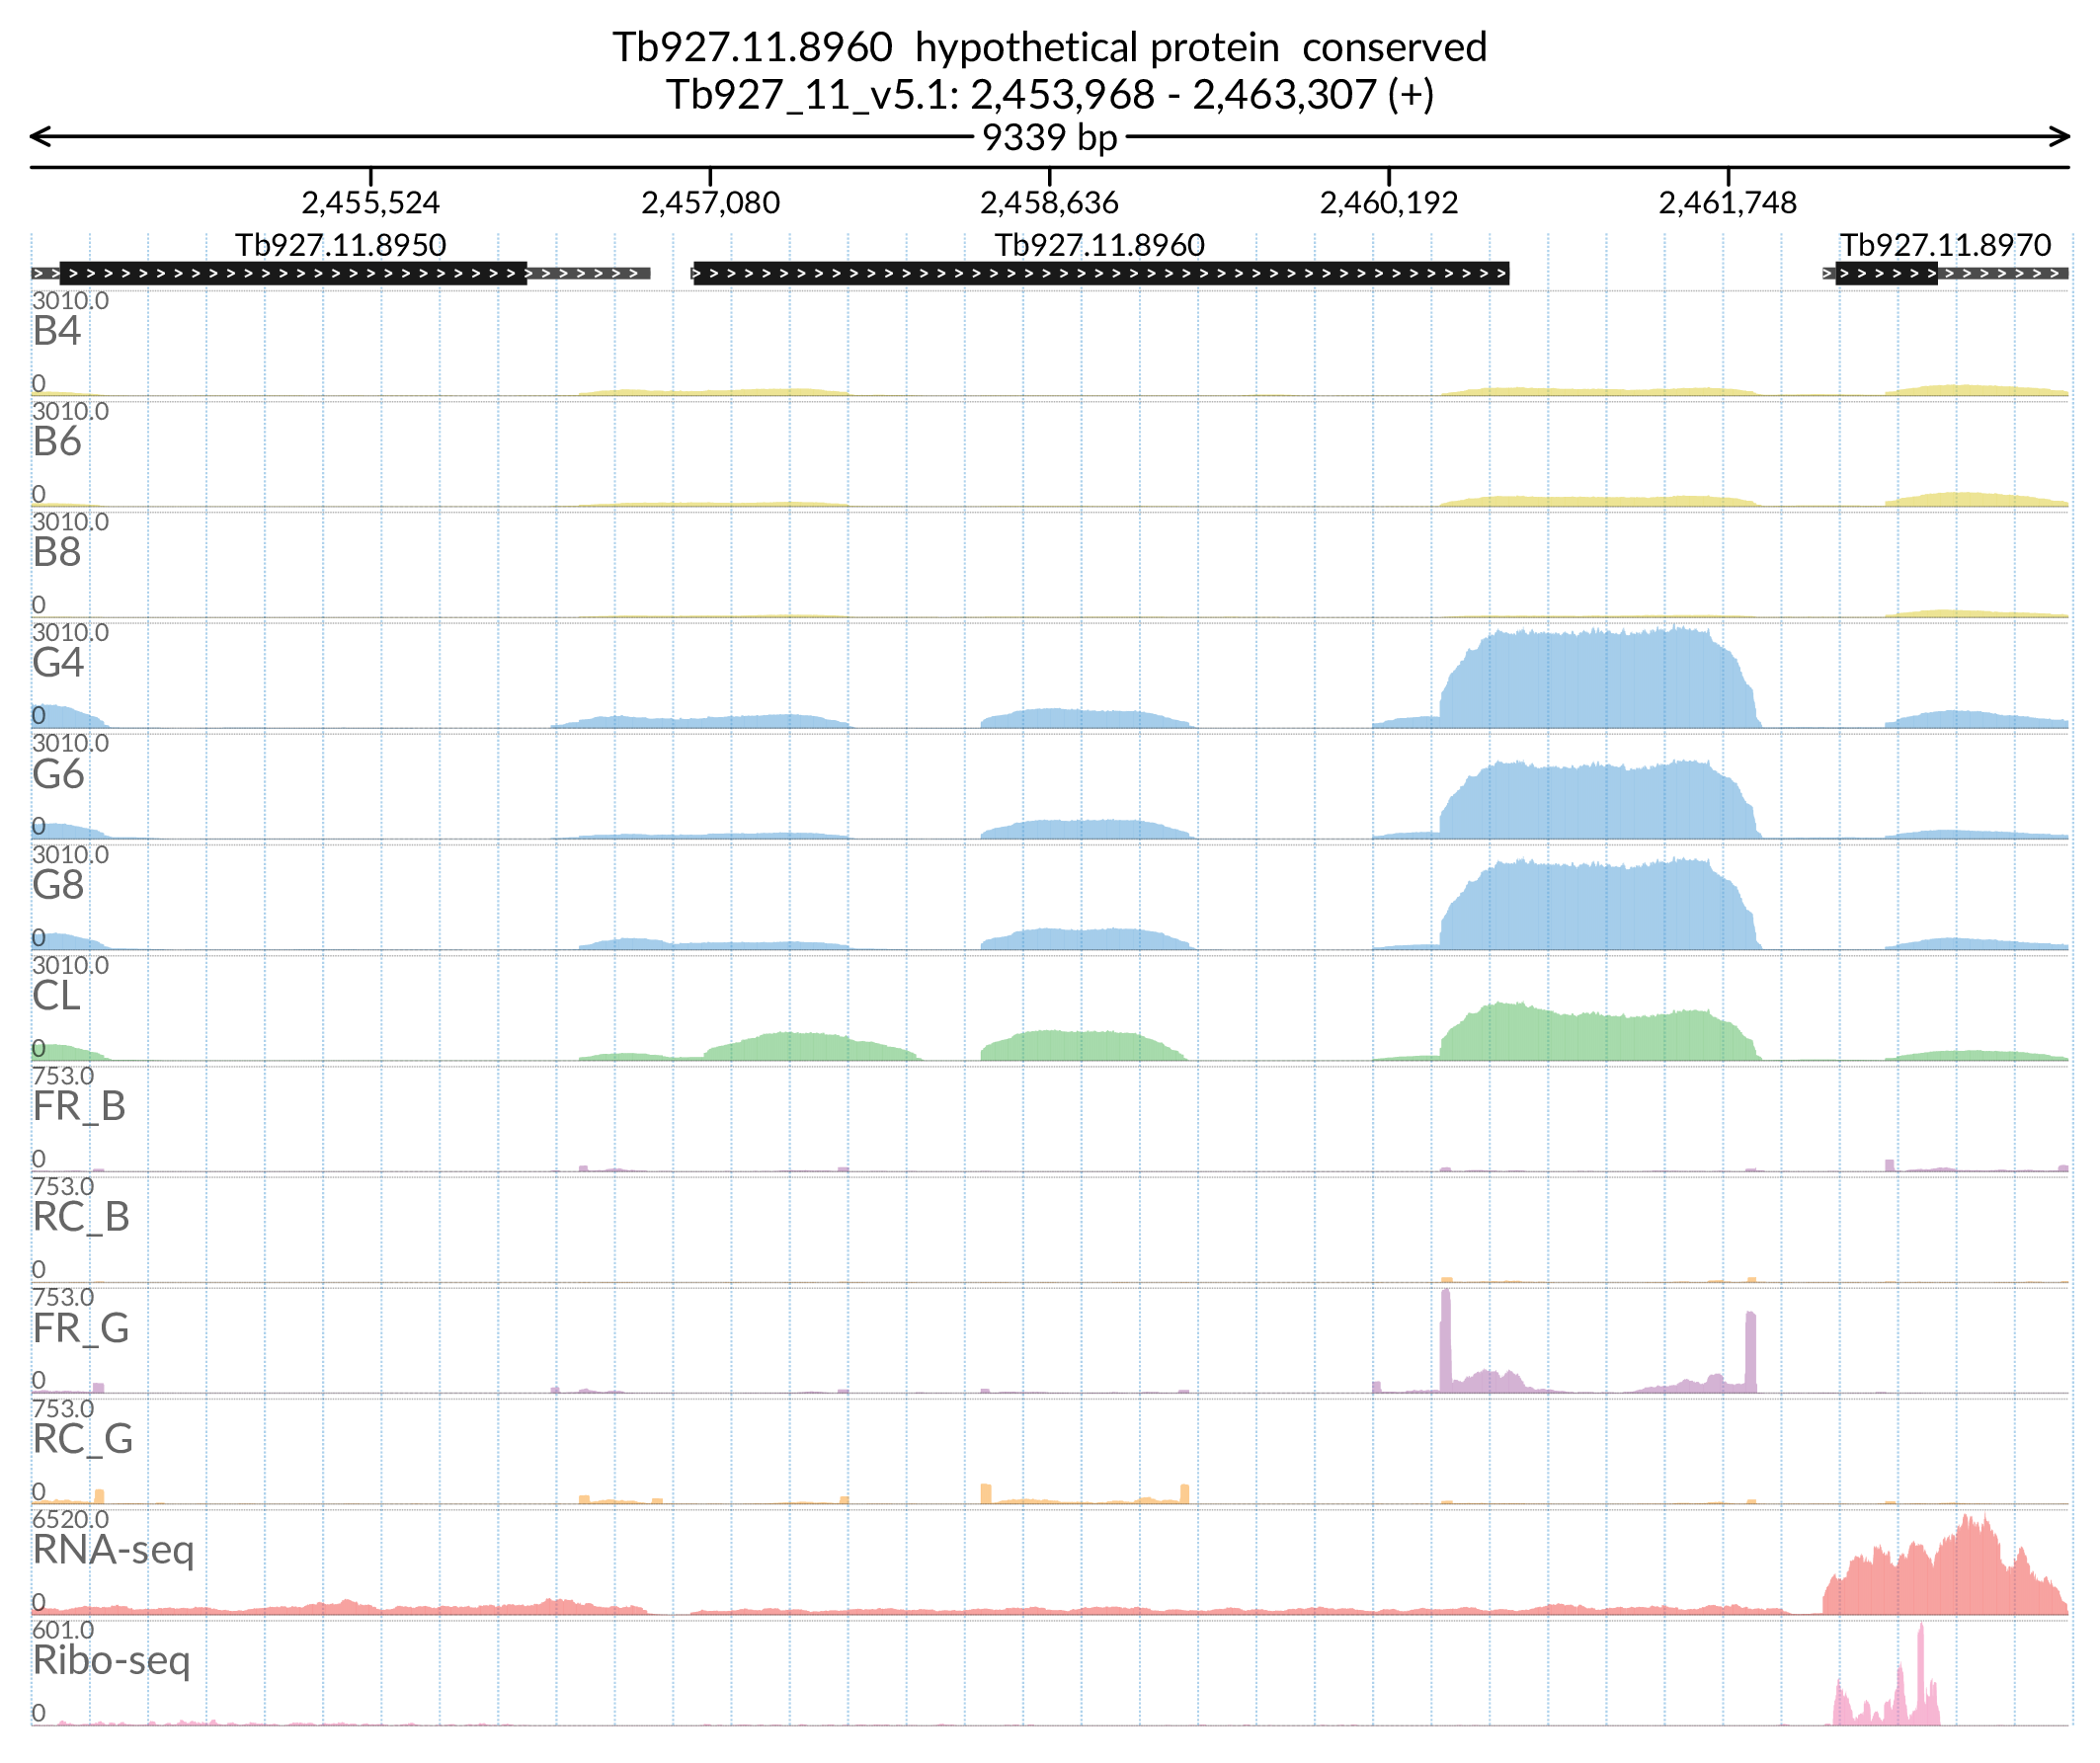 Tb927.11.8960 hypothetical protein conserved
Tb927_11_v5.1: 2,453,968 - 2,463,307 (+)
9339 bp
2,455,524 2,457,080 2,458,636 2,460,192 2,461,748
Tb927.11.8950 Tb927.11.8960 Tb927.11.8970
3010.0
B4
0
3010.0
B6
0
3010.0
B8
0
3010.0
G4
0
3010.0
G6
0
3010.0
G8
0
3010.0
CL
0
753.0
FR_B
0
753.0
RC_B
0
753.0
FR_G
0
753.0
RC_G
0
6520.0
RNA-seq
0
601.0
Ribo-seq
0